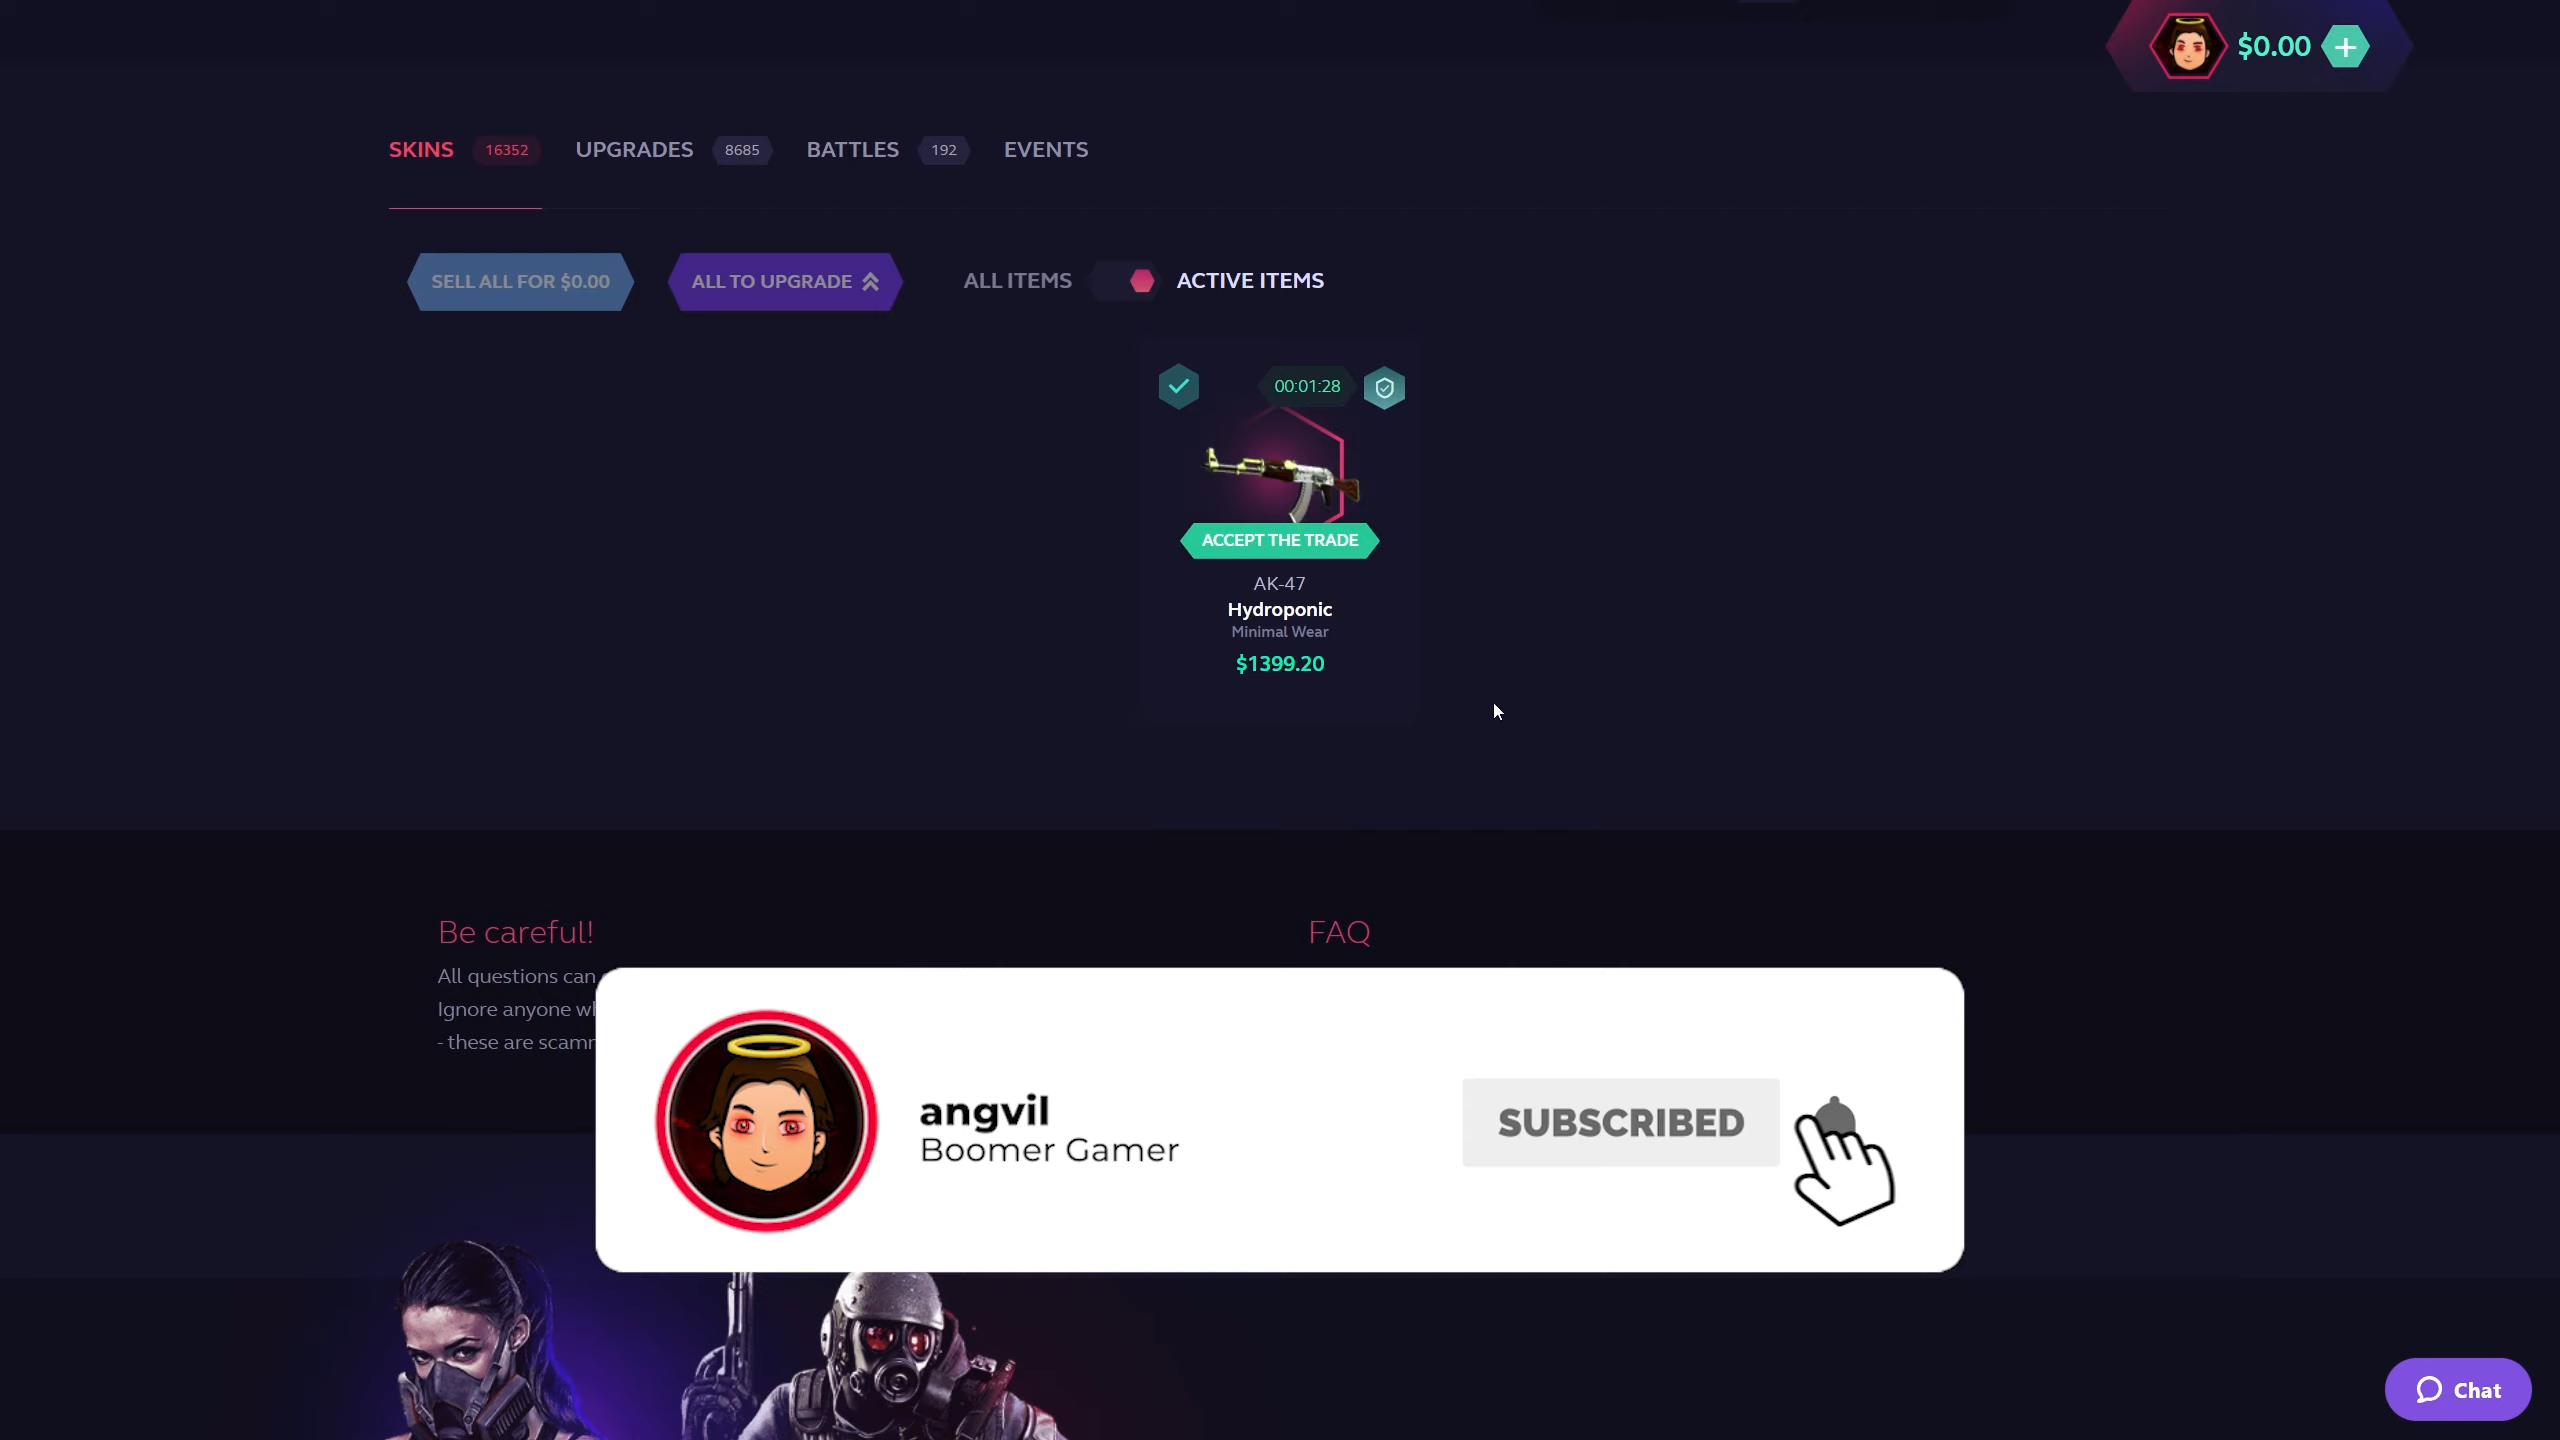 $0.00
SKINS 16352 UPGRADES 8685 BATTLES 192 EVENTS
SELL ALL FOR $0.00 ALL TO UPGRADE ALL ITEMS ACTIVE ITEMS
00:01:28
ACCEPT THE TRADE
AK-47
Hydroponic
Minimal Wear
$1399.20
Be careful!
All questions can
Ignore anyone
- these are
FAQ
angvil
Boomer Gamer
SUBSCRIBED
Chat